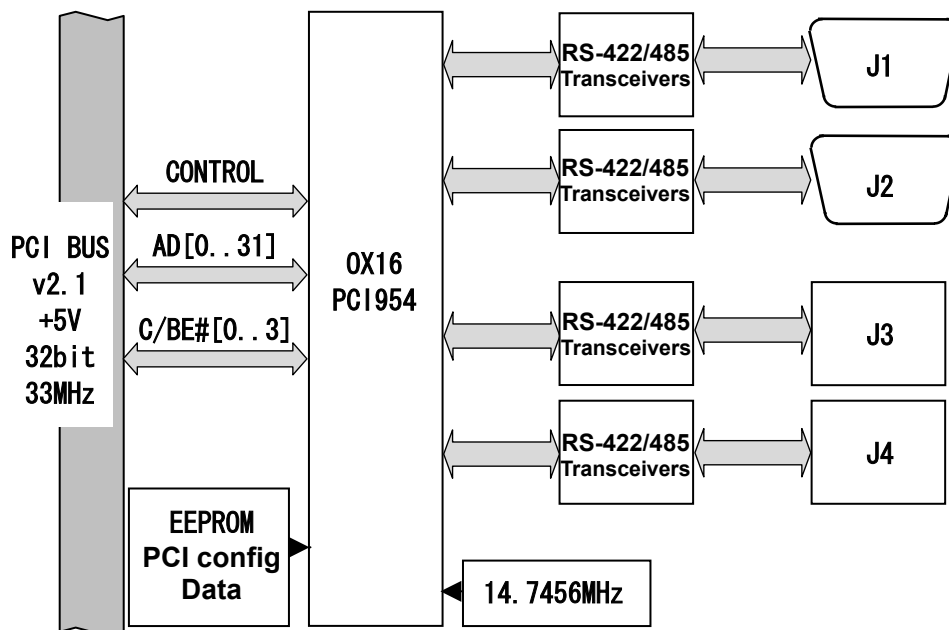 PCI BUS
v2.1
+5V
32bit
33MHz
CONTROL
AD[0..31]
C/BE#[0..3]
EEPROM
PCI config
Data
OX16
PCI954
14.7456MHz
RS-422/485
Transceivers
J1
RS-422/485
Transceivers
J2
RS-422/485
Transceivers
J3
RS-422/485
Transceivers
J4